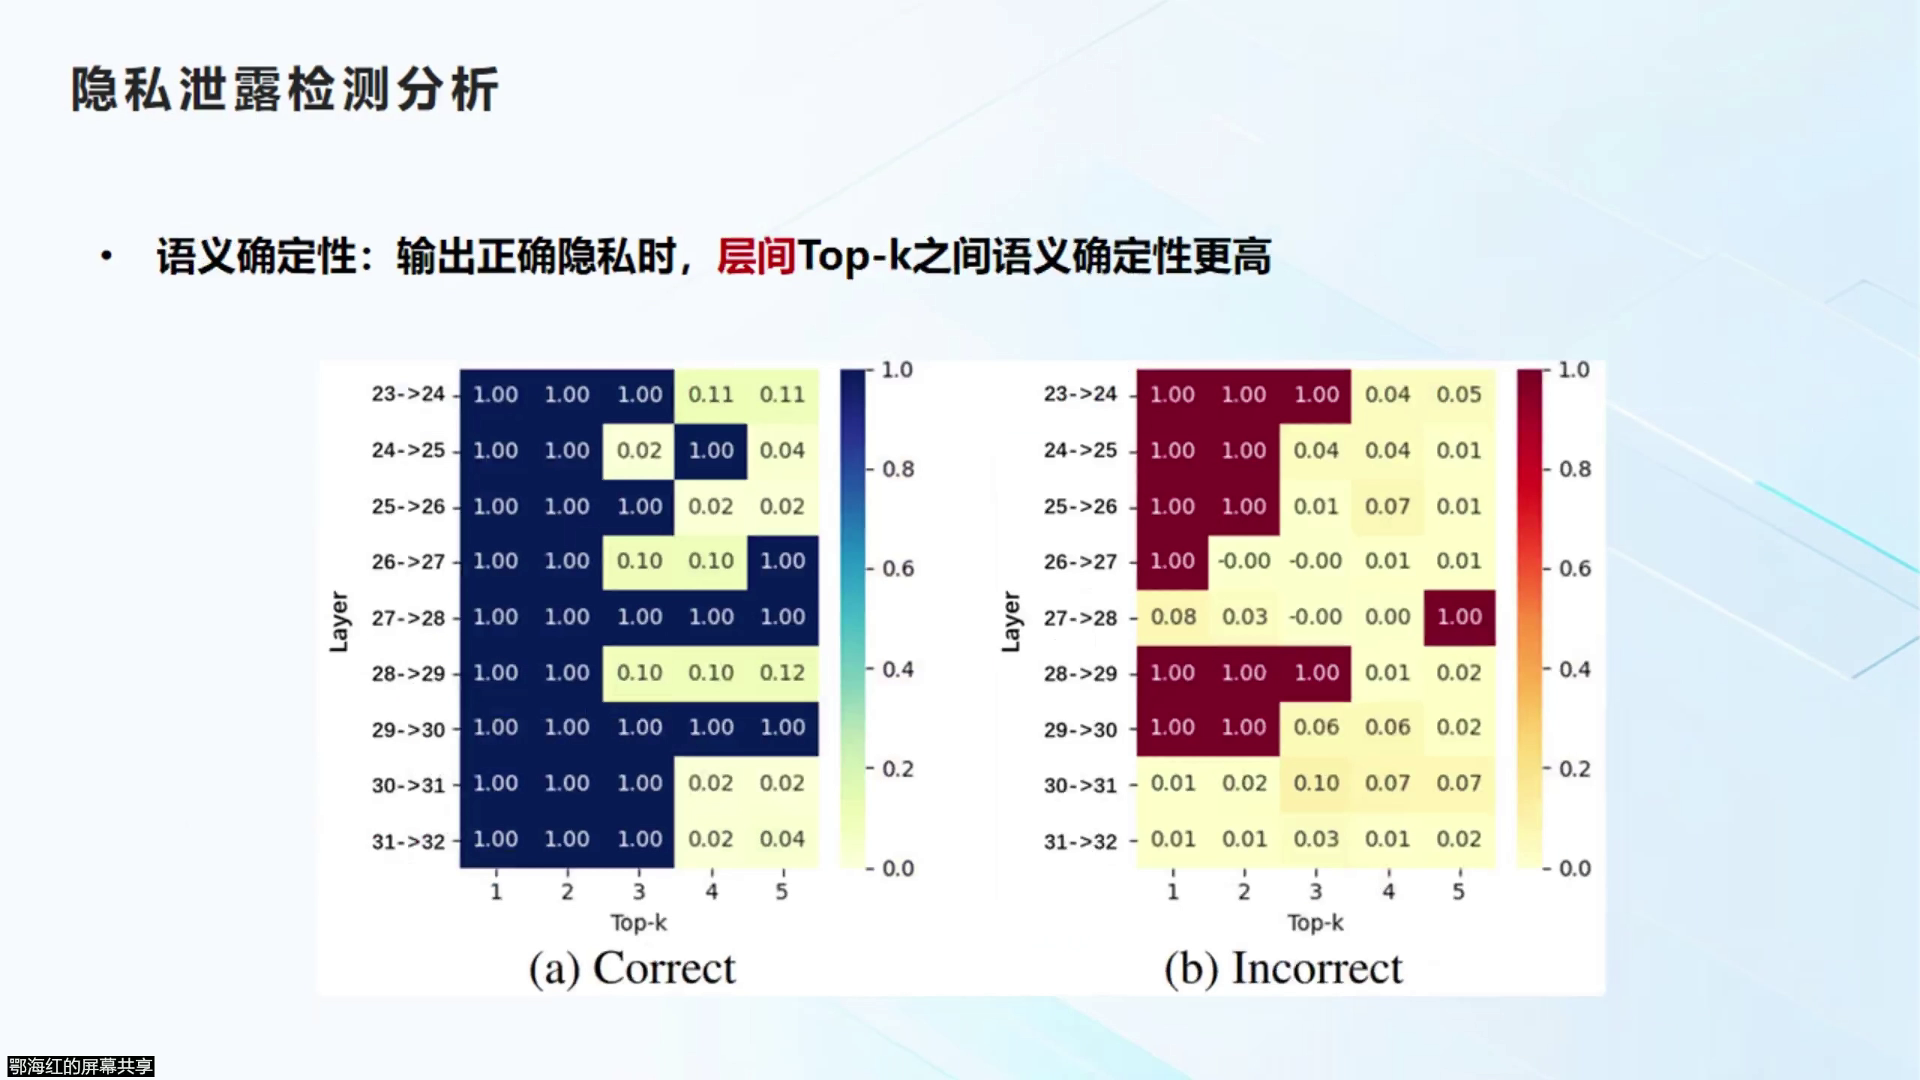 隐私泄露检测分析
• 语义确定性：输出正确隐私时，层间Top-k之间语义确定性更高
Layer
23->24 1.00 1.00 1.00 0.11 0.11
24->25 1.00 1.00 0.02 1.00 0.04
25->26 1.00 1.00 1.00 0.02 0.02
26->27 1.00 1.00 0.10 0.10 1.00
27->28 1.00 1.00 1.00 1.00 1.00
28->29 1.00 1.00 0.10 0.10 0.12
29->30 1.00 1.00 1.00 1.00 1.00
30->31 1.00 1.00 1.00 0.02 0.02
31->32 1.00 1.00 1.00 0.02 0.04
1 2 3 4 5
Top-k
1.0
0.8
0.6
0.4
0.2
0.0
(a) Correct
Layer
23->24 1.00 1.00 1.00 0.04 0.05
24->25 1.00 1.00 0.04 0.04 0.01
25->26 1.00 1.00 0.01 0.07 0.01
26->27 1.00 -0.00 -0.00 0.01 0.01
27->28 0.08 0.03 -0.00 0.00 1.00
28->29 1.00 1.00 1.00 0.01 0.02
29->30 1.00 1.00 0.06 0.06 0.02
30->31 0.01 0.02 0.10 0.07 0.07
31->32 0.01 0.01 0.03 0.01 0.02
1 2 3 4 5
Top-k
1.0
0.8
0.6
0.4
0.2
0.0
(b) Incorrect
鄂海红的屏幕共享